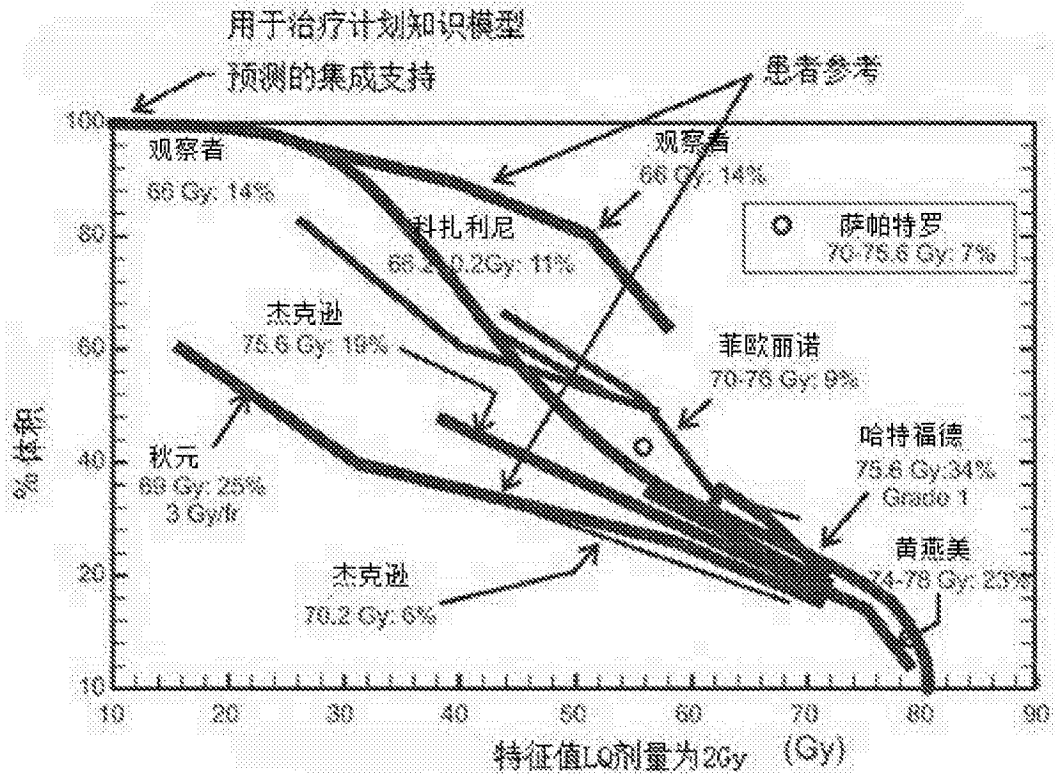 用于治疗计划知识模型
预测的集成支持
患者参考
100
观察者
66 Gy: 14%
观察者
66 Gy: 14%
科扎利尼
萨帕特罗
70-75.6 Gy: 7%
80
杰克逊
75.6 Gy: 19%
菲欧丽诺
70-76 Gy: 9%
60
% 体积
秋元
69 Gy: 25%
3 Gy/fr
哈特福德
75.6 Gy:34%
Grade 1
40
黄燕美
74-78 Gy: 23%
杰克逊
70.2 Gy: 6%
20
10
10 20 30 40 50 60 70 80 90
特征值LQ剂量为2Gy (Gy)